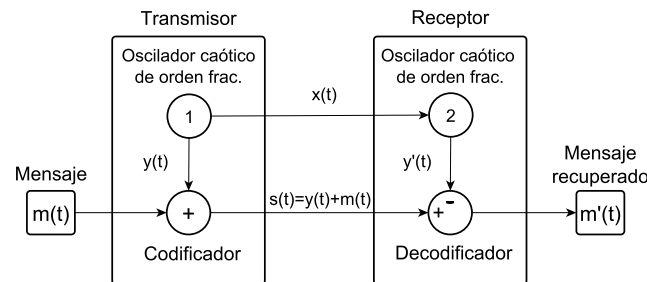 Transmisor
Receptor
Oscilador caótico
de orden frac.
Oscilador caótico
de orden frac.
x(t)
1
2
y(t)
y'(t)
Mensaje
Mensaje
recuperado
m(t)
+
s(t)=y(t)+m(t)
+ -
m'(t)
Codificador
Decodificador